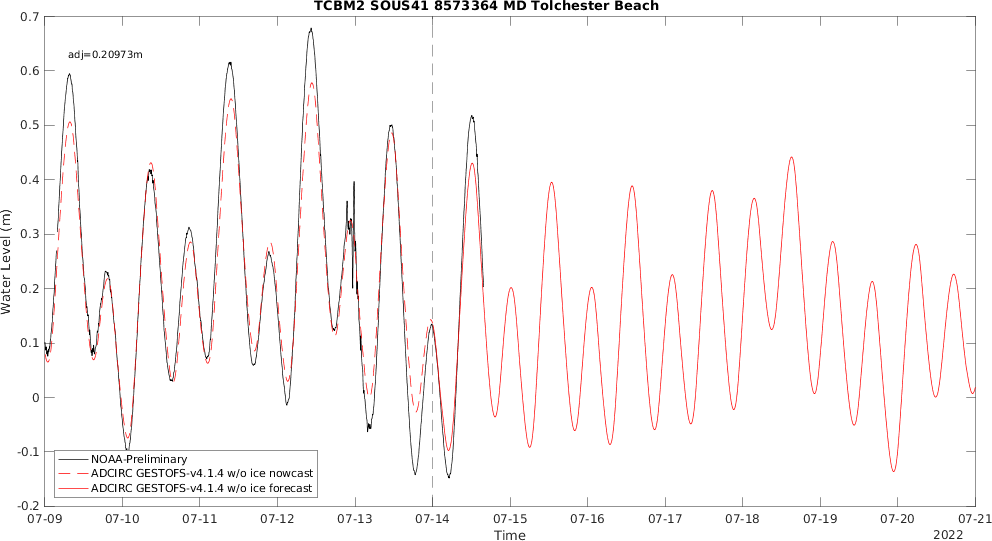 TCBM2 SOUS41 8573364 MD Tolchester Beach
adj=0.20973m
Water Level (m)
0.7
0.6
0.5
0.4
0.3
0.2
0.1
0
-0.1
-0.2
NOAA-Preliminary
ADCIRC GESTOFS-v4.1.4 w/o ice nowcast
ADCIRC GESTOFS-v4.1.4 w/o ice forecast
07-09 07-10 07-11 07-12 07-13 07-14 07-15 07-16 07-17 07-18 07-19 07-20 07-21
Time
2022